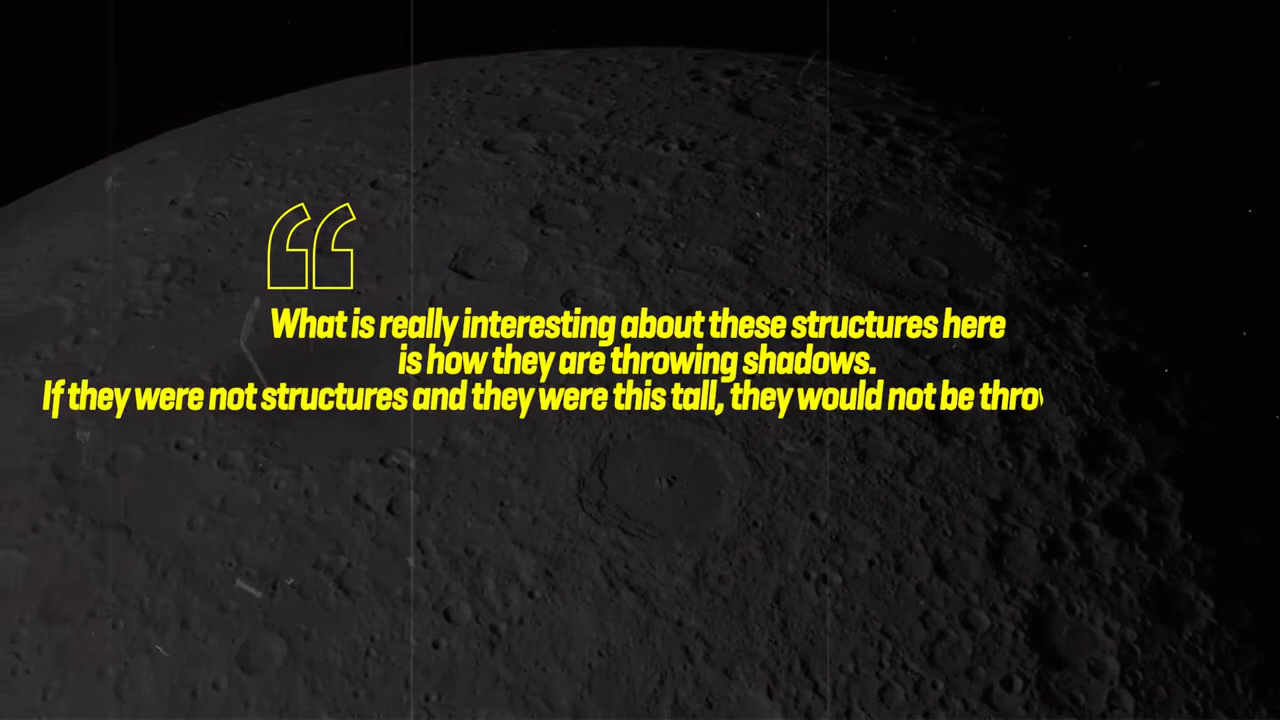 “
What is really interesting about these structures here
is how they are throwing shadows.
If they were not structures and they were this tall, they would not be thro